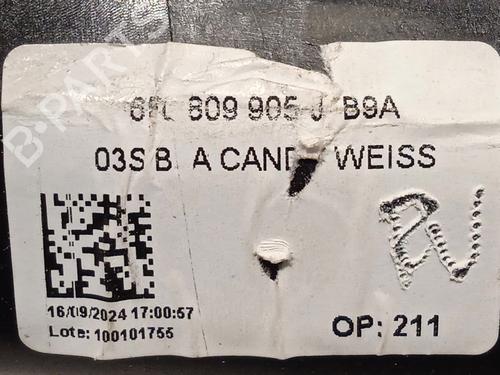 809 905 J B9A
03S B A CAND WEISS
16/09/2024 17:00:57
Lote: 100101755
OP: 211
B-PARTS